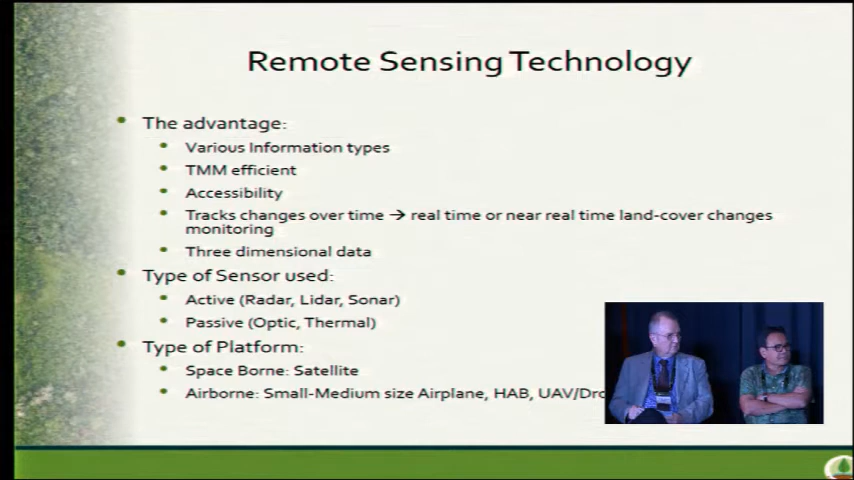 Remote Sensing Technology
The advantage:
Various Information types
TMM efficient
Accessibility
Tracks changes over time → real time or near real time land-cover changes
monitoring
Three dimensional data
Type of Sensor used:
Active (Radar, Lidar, Sonar)
Passive (Optic, Thermal)
Type of Platform:
Space Borne: Satellite
Airborne: Small-Medium size Airplane, HAB,